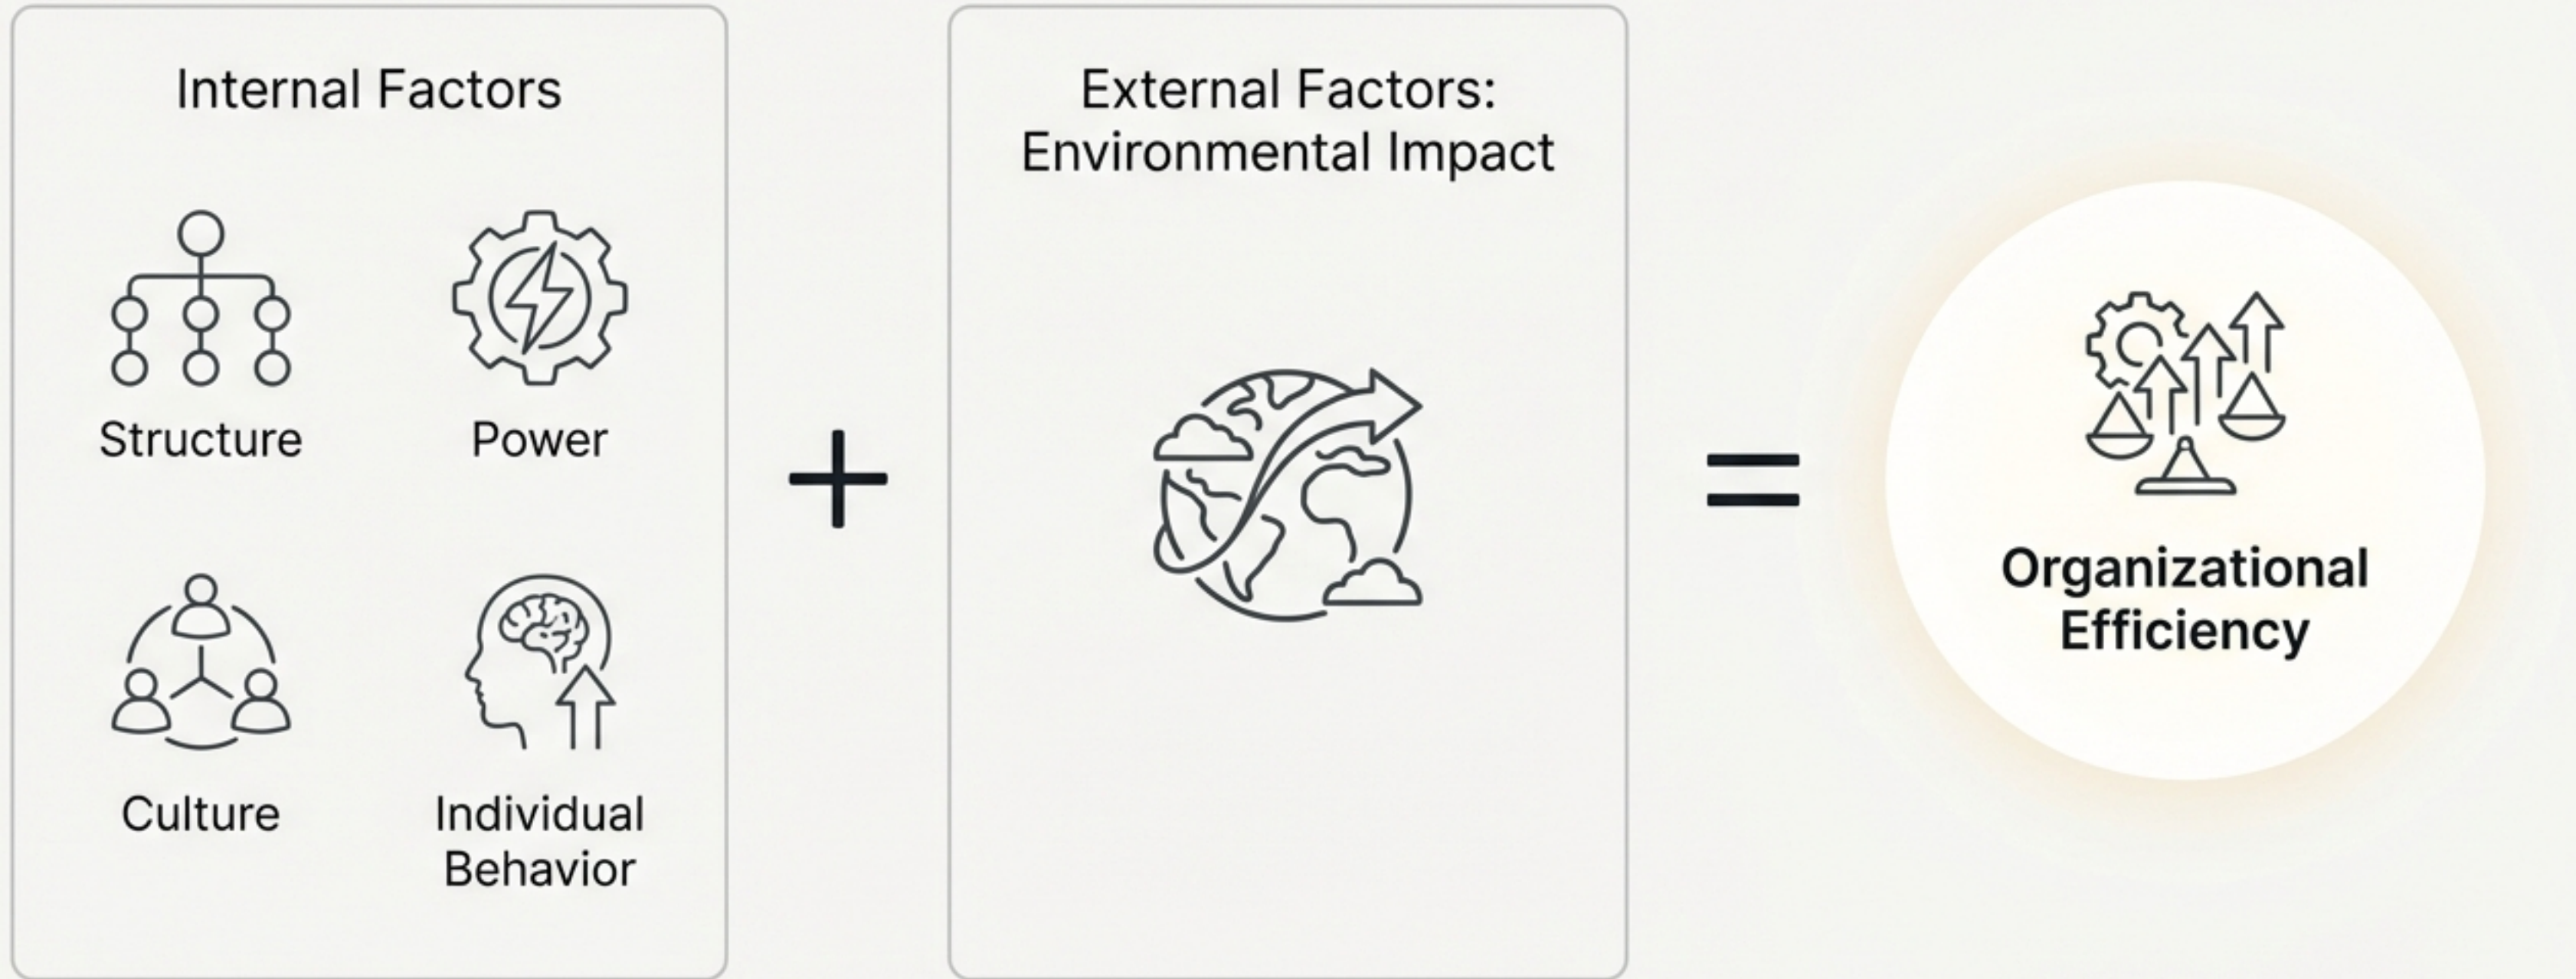 Internal Factors
Structure
Power
Culture
Individual
Behavior
+
External Factors:
Environmental Impact
=
Organizational
Efficiency